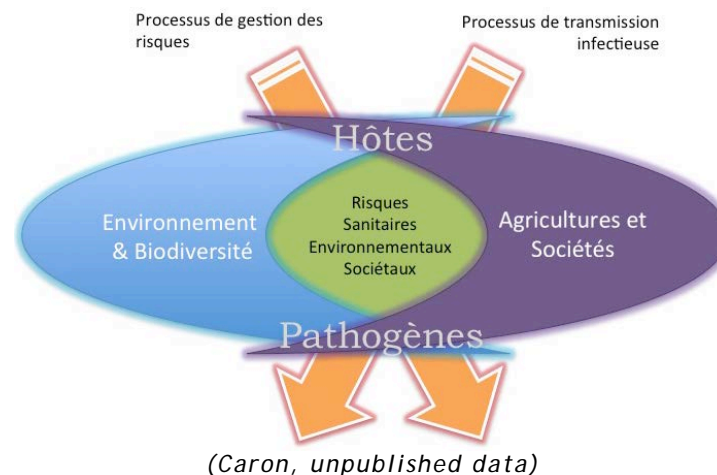 Processus de gestion des
risques
Processus de transmission
infectieuse
Hôtes
Environnement
& Biodiversité
Risques
Sanitaires
Environnementaux
Sociétaux
Agricultures et
Sociétés
Pathogènes
(Caron, unpublished data)